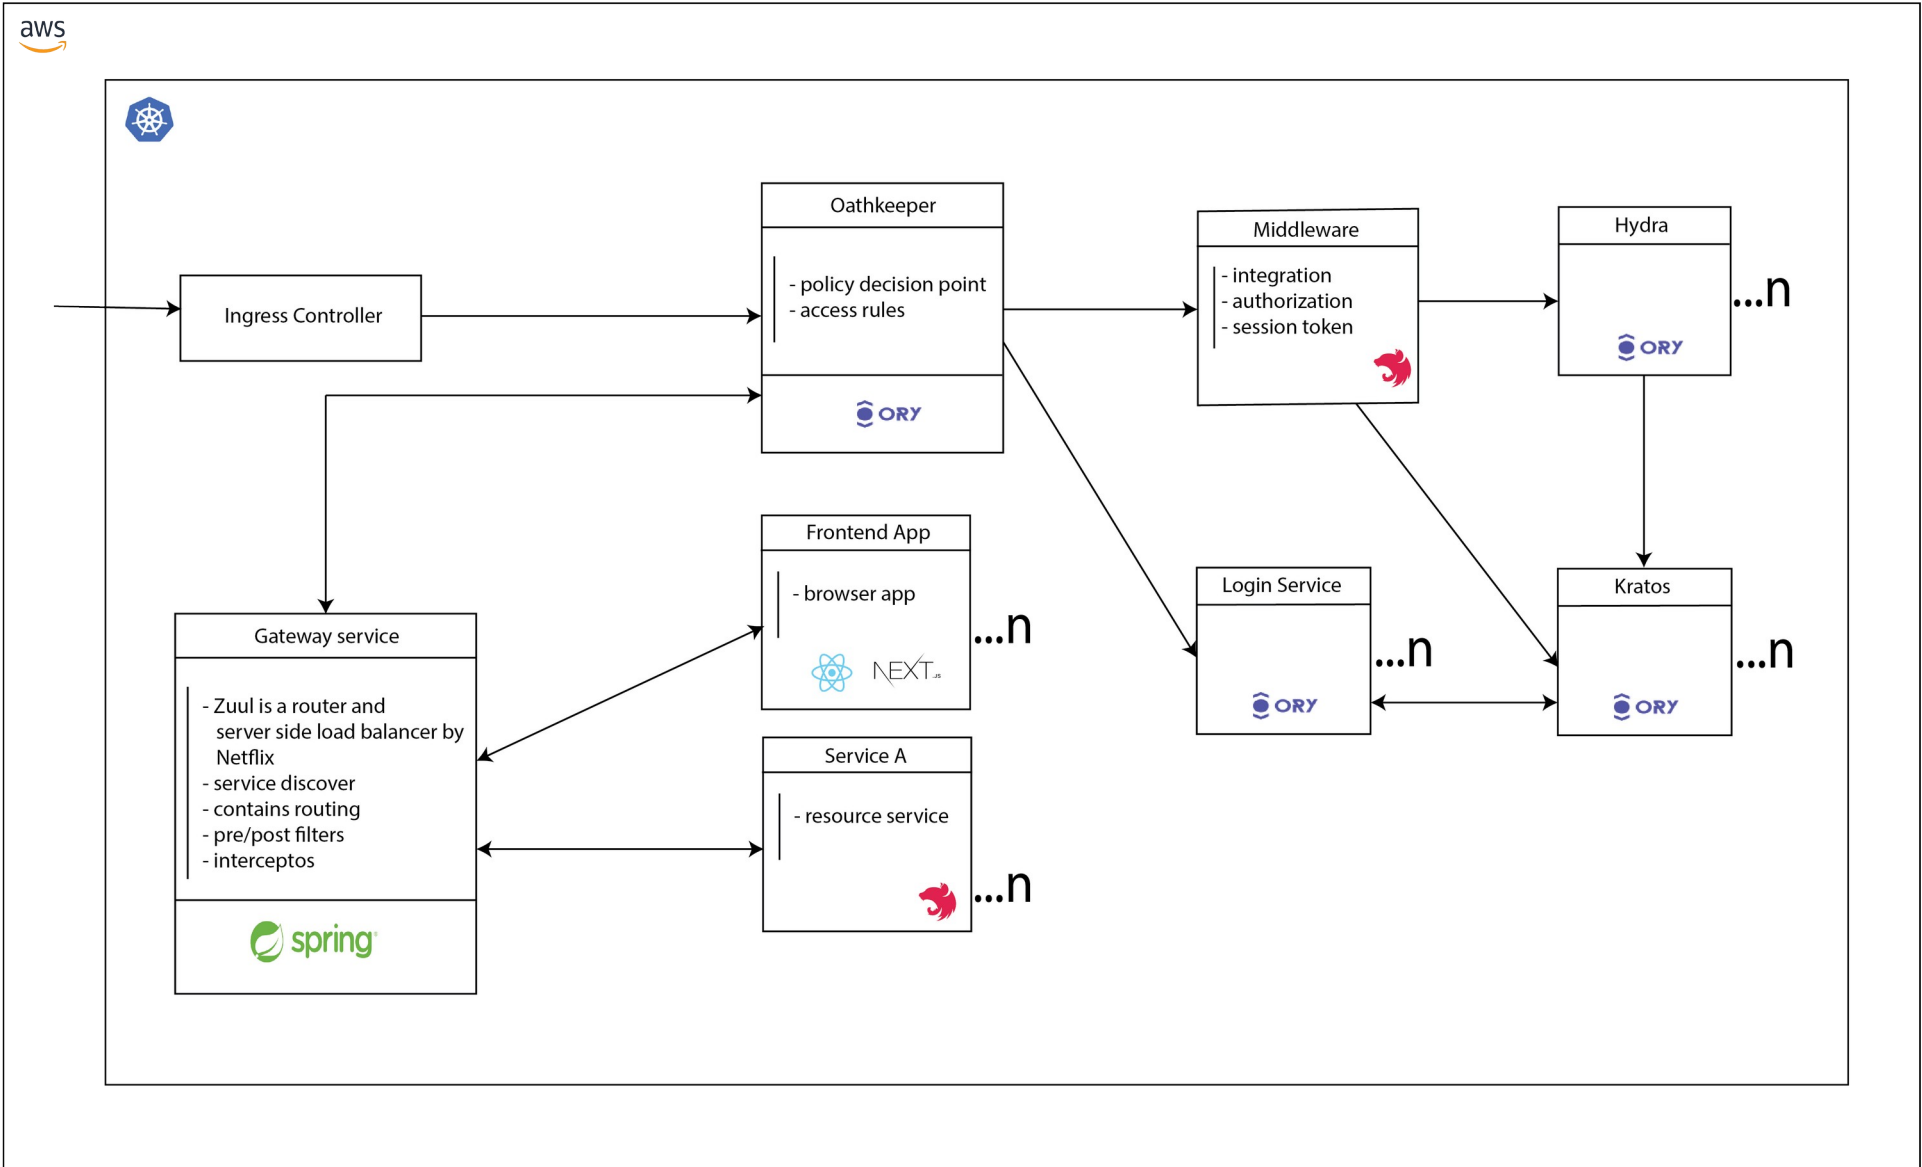 aws
Oathkeeper
- policy decision point
- access rules
ORY
Middleware
- integration
- authorization
- session token
Hydra
ORY
...n
Ingress Controller
Frontend App
- browser app
NEXT.JS
...n
Login Service
ORY
...n
Kratos
ORY
...n
Gateway service
- Zuul is a router and
server side load balancer by
Netflix
- service discover
- contains routing
- pre/post filters
- interceptos
spring
Service A
- resource service
...n